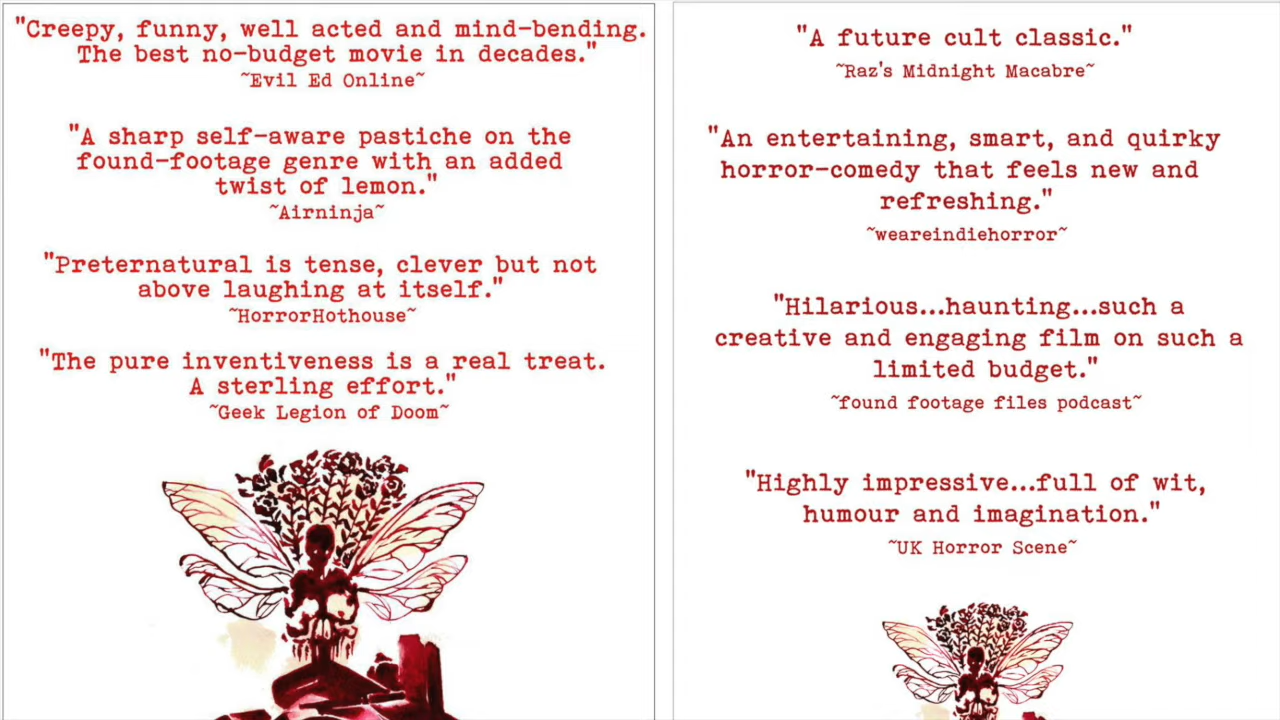 "Creepy, funny, well acted and mind-bending.
The best no-budget movie in decades."
~Evil Ed Online~
"A sharp self-aware pastiche on the
found-footage genre with an added
twist of lemon."
~Airninja~
"Preternatural is tense, clever but not
above laughing at itself."
~HorrorHothouse~
"The pure inventiveness is a real treat.
A sterling effort."
~Geek Legion of Doom~
"A future cult classic."
~Raz's Midnight Macabre~
"An entertaining, smart, and quirky
horror-comedy that feels new and
refreshing."
~weareindiehorror~
"Hilarious...haunting...such a
creative and engaging film on such a
limited budget."
~found footage files podcast~
"Highly impressive...full of wit,
humour and imagination."
~UK Horror Scene~